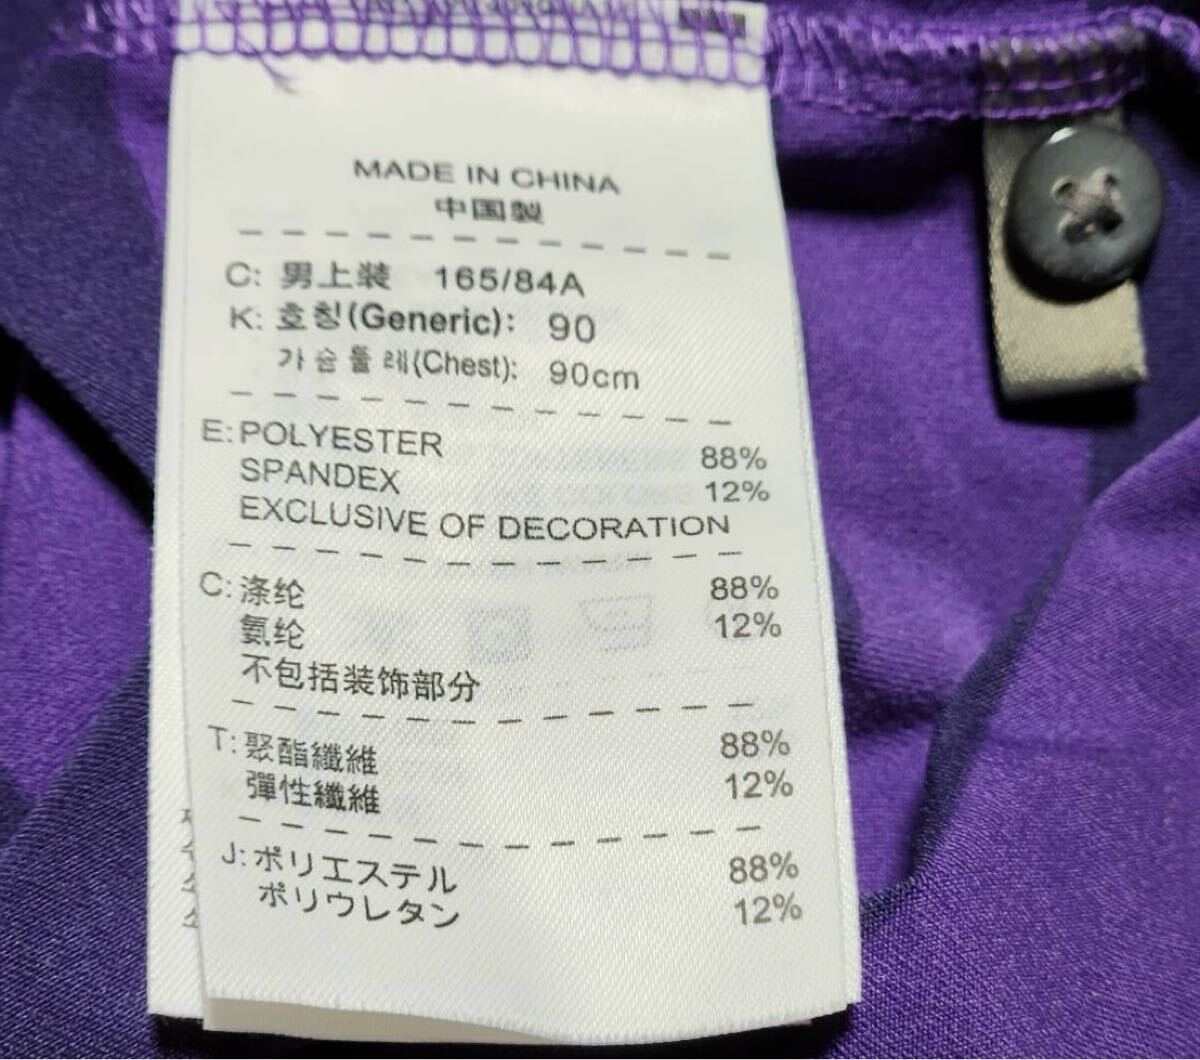 MADE IN CHINA
中国製
C: 男上装 165/84A
K: 호칭(Generic): 90
가슴둘레(Chest): 90cm
E: POLYESTER 88%
SPANDEX 12%
EXCLUSIVE OF DECORATION
C: 涤纶 88%
氨纶 12%
不包括装饰部分
T: 聚酯纖維 88%
彈性纖維 12%
J: ポリエステル 88%
ポリウレタン 12%